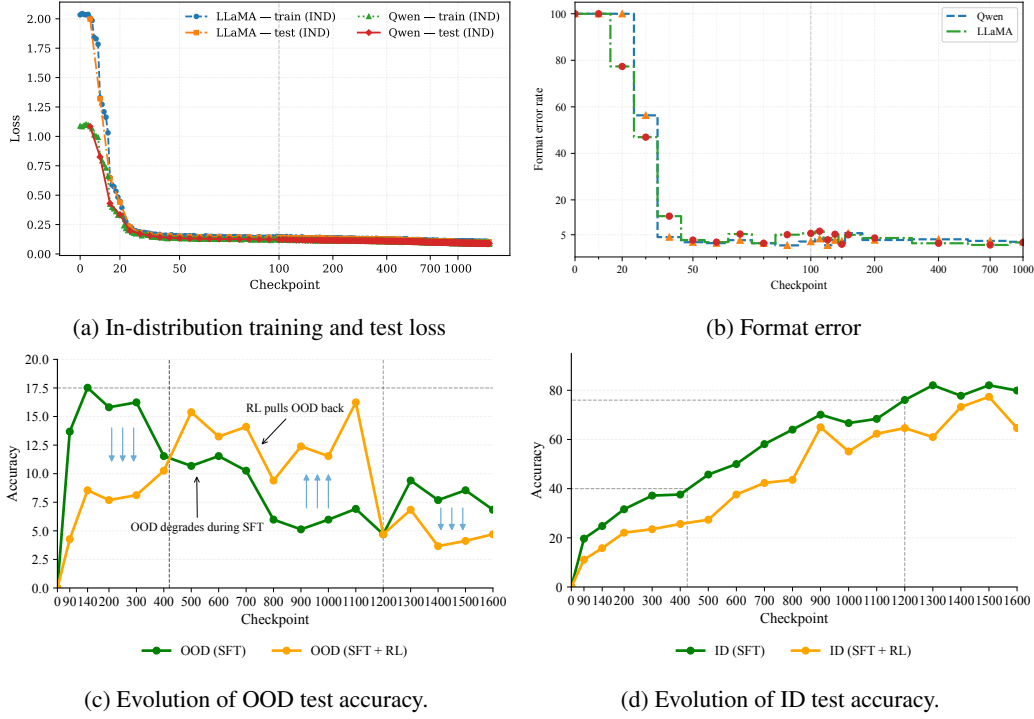 2.00
1.75
1.50
1.25
1.00
0.75
0.50
0.25
0.00
Loss
LLaMA — train (IND)
LLaMA — test (IND)
Qwen — train (IND)
Qwen — test (IND)
0 20 50 100 200 400 700 1000
Checkpoint
(a) In-distribution training and test loss
100
80
60
40
20
5
Format error rate
Qwen
LLaMA
0 20 50 100 200 400 700 1000
Checkpoint
(b) Format error
20.0
17.5
15.0
12.5
10.0
7.5
5.0
2.5
0.0
Accuracy
RL pulls OOD back
OOD degrades during SFT
0 90 140 200 300 400 500 600 700 800 900 1000 1100 1200 1300 1400 1500 1600
Checkpoint
OOD (SFT) OOD (SFT + RL)
(c) Evolution of OOD test accuracy.
80
60
40
20
0
Accuracy
0 90 140 200 300 400 500 600 700 800 900 1000 1100 1200 1300 1400 1500 1600
Checkpoint
ID (SFT) ID (SFT + RL)
(d) Evolution of ID test accuracy.